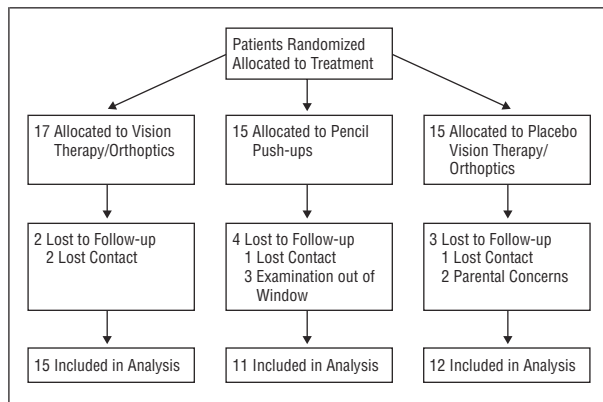 Patients Randomized
Allocated to Treatment
17 Allocated to Vision
Therapy/Orthoptics
15 Allocated to Pencil
Push-ups
15 Allocated to Placebo
Vision Therapy/
Orthoptics
2 Lost to Follow-up
2 Lost Contact
4 Lost to Follow-up
1 Lost Contact
3 Examination out of
Window
3 Lost to Follow-up
1 Lost Contact
2 Parental Concerns
15 Included in Analysis
11 Included in Analysis
12 Included in Analysis